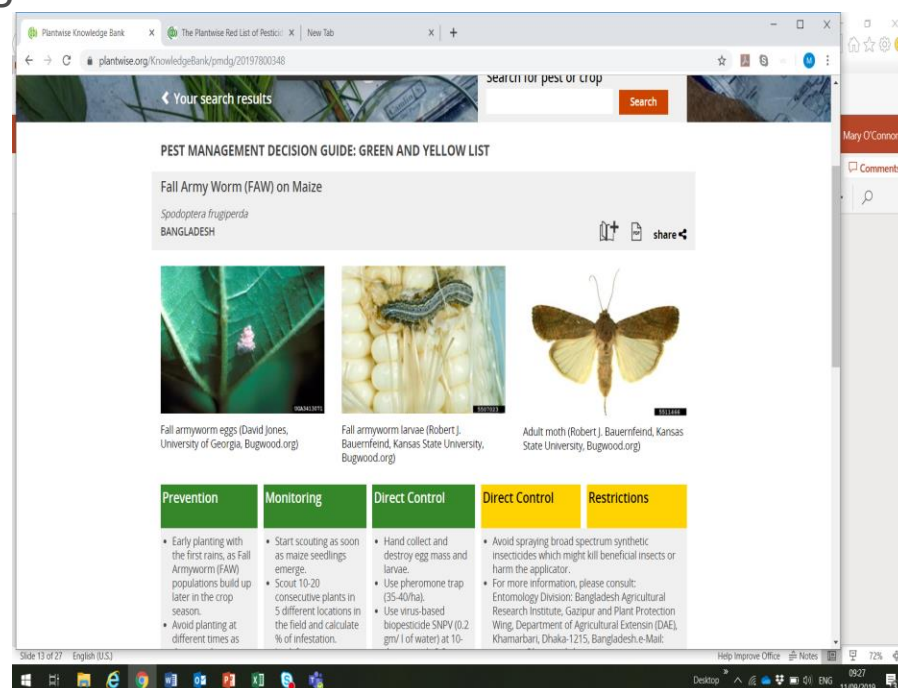 Plantwise Knowledge Bank
The Plantwise Red List of Pesticid
New Tab
plantwise.org/KnowledgeBank/pmdg/20197800348
Your search results
Search for pest or crop
Search
Mary O'Connor
Comments
PEST MANAGEMENT DECISION GUIDE: GREEN AND YELLOW LIST
Fall Army Worm (FAW) on Maize
Spodoptera frugiperda
BANGLADESH
share
Fall armyworm eggs (David Jones,
University of Georgia, Bugwood.org)
Fall armyworm larvae (Robert J.
Bauernfeind, Kansas State University,
Bugwood.org)
Adult moth (Robert J. Bauernfeind, Kansas
State University, Bugwood.org)
Prevention
• Early planting with
the first rains, as Fall
Armyworm (FAW)
populations build up
later in the crop
season.
• Avoid planting at
different times as
Monitoring
• Start scouting as soon
as maize seedlings
emerge.
• Scout 10-20
consecutive plants in
5 different locations in
the field and calculate
% of infestation.
Direct Control
• Hand collect and
destroy egg mass and
larvae.
• Use pheromone trap
(35-40/ha).
• Use virus-based
biopesticide SNPV (0.2
gm/ l of water) at 10-
Direct Control
Restrictions
• Avoid spraying broad spectrum synthetic
insecticides which might kill beneficial insects or
harm the applicator.
• For more information, please consult:
Entomology Division: Bangladesh Agricultural
Research Institute, Gazipur and Plant Protection
Wing, Department of Agricultural Extensin (DAE),
Khamarbari, Dhaka-1215, Bangladesh.e-Mail:
Slide 13 of 27
English (U.S.)
Help Improve Office
Notes
72%
Desktop
ENG
09:27
11/09/2019